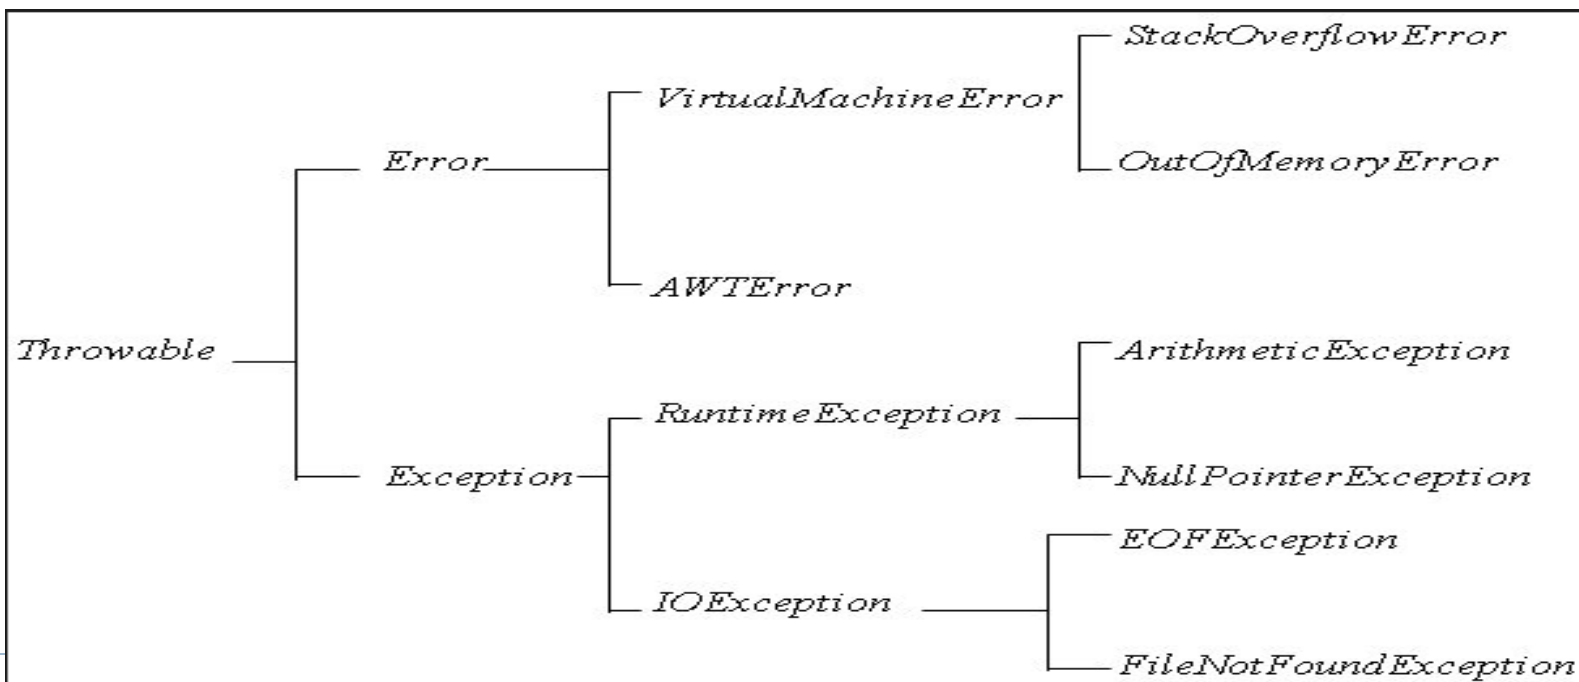 StackOverflowError
VirtualMachineError
Error
OutOfMemoryError
AWTError
Throwable
ArithmeticException
RuntimeException
Exception
NullPointerException
EOFException
IOException
FileNotFoundException